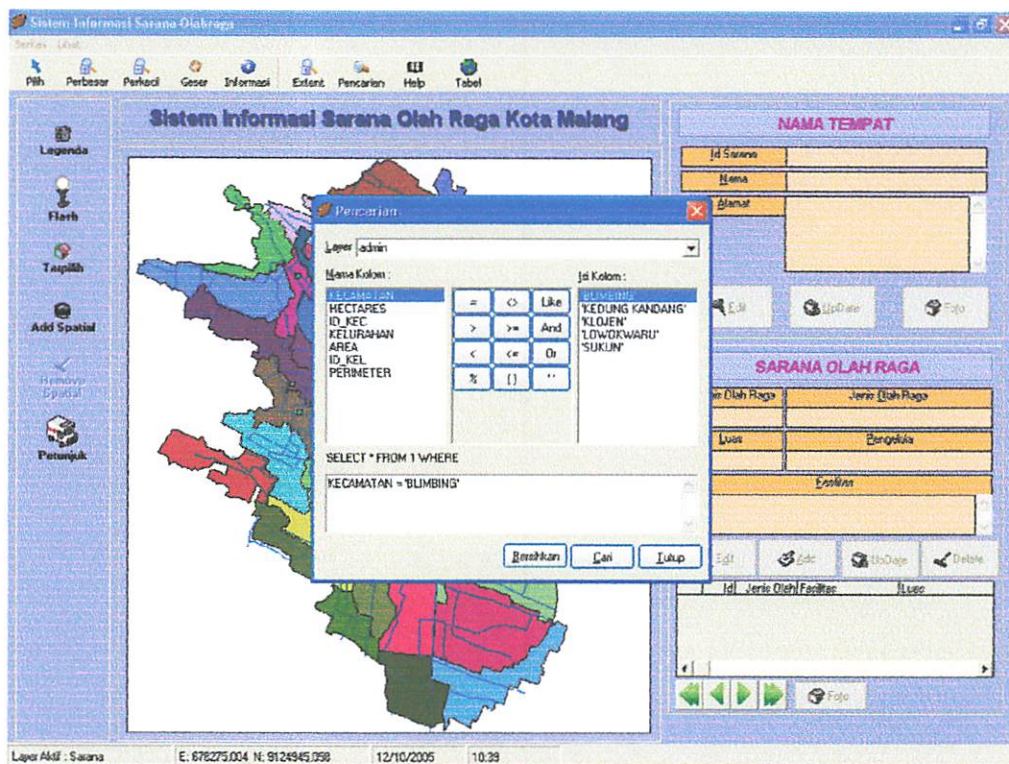 Sistem Informasi Sarana Olahraga
Berkas Lihat
Pilih Perbesar Perkecil Geser Informasi Extent Pencarian Help Tabel
Legenda
Flash
Terpilih
Add Spatial
Remove Spatial
Petunjuk
Sistem Informasi Sarana Olah Raga Kota Malang
Pencarian
Layer admin
Nama Kolom :
KECAMATAN
HECTARES
ID_KEC
KELURAHAN
AREA
ID_KEL
PERIMETER
= <> Like
> >= And
< <= Or
% () ' '
Isi Kolom :
'BLIMBING'
'KEDUNG KANDANG'
'KLOJEN'
'LOWOKWARU'
'SUKUN'
SELECT * FROM 1 WHERE
KECAMATAN = 'BLIMBING'
Bersihkan Cari Tutup
NAMA TEMPAT
Id Sarana
Nama
Alamat
Edit UpDate Foto
SARANA OLAH RAGA
Olah Raga Jenis Olah Raga
Luas Pengelola
Fasilitas
Edit Add UpDate Delete
Id Jenis Olah Fasilitas Luas
Foto
Layer Aktif : Sarana E: 678275,004 N: 9124945,058 12/10/2005 10:39